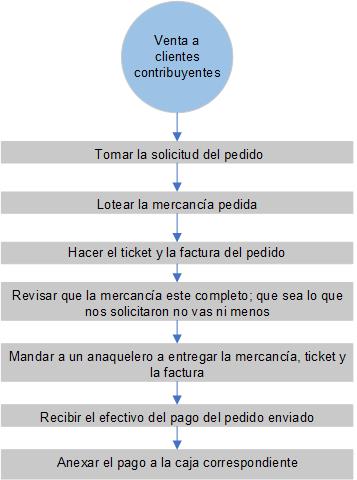 Venta a
clientes
contribuyentes
Tomar la solicitud del pedido
Lotear la mercancía pedida
Hacer el ticket y la factura del pedido
Revisar que la mercancía este completo; que sea lo que
nos solicitaron no vas ni menos
Mandar a un anaquelero a entregar la mercancía, ticket y
la factura
Recibir el efectivo del pago del pedido enviado
Anexar el pago a la caja correspondiente